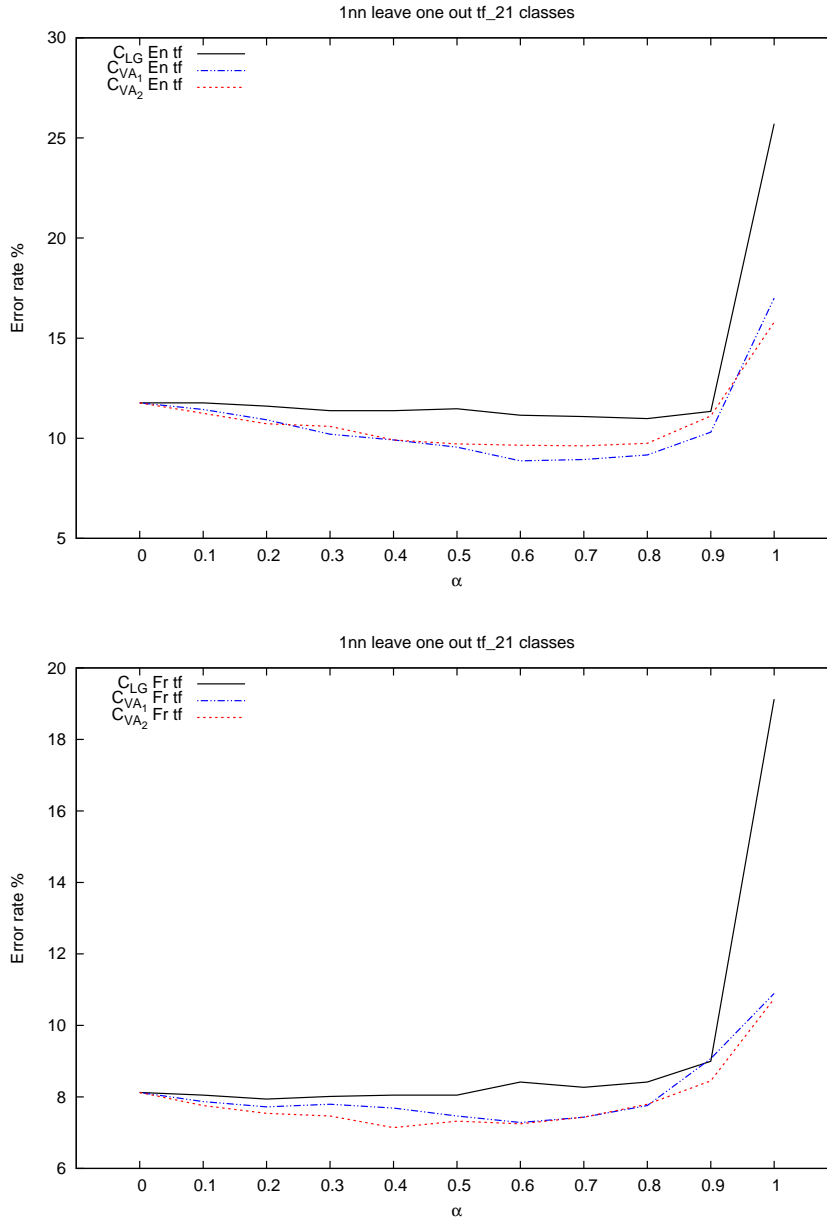 1nn leave one out tf_21 classes
30
25
20
15
10
5
Error rate %
C_LG En tf
C_VA_1 En tf
C_VA_2 En tf
0 0.1 0.2 0.3 0.4 0.5 0.6 0.7 0.8 0.9 1
α
1nn leave one out tf_21 classes
20
18
16
14
12
10
8
6
Error rate %
C_LG Fr tf
C_VA_1 Fr tf
C_VA_2 Fr tf
0 0.1 0.2 0.3 0.4 0.5 0.6 0.7 0.8 0.9 1
α